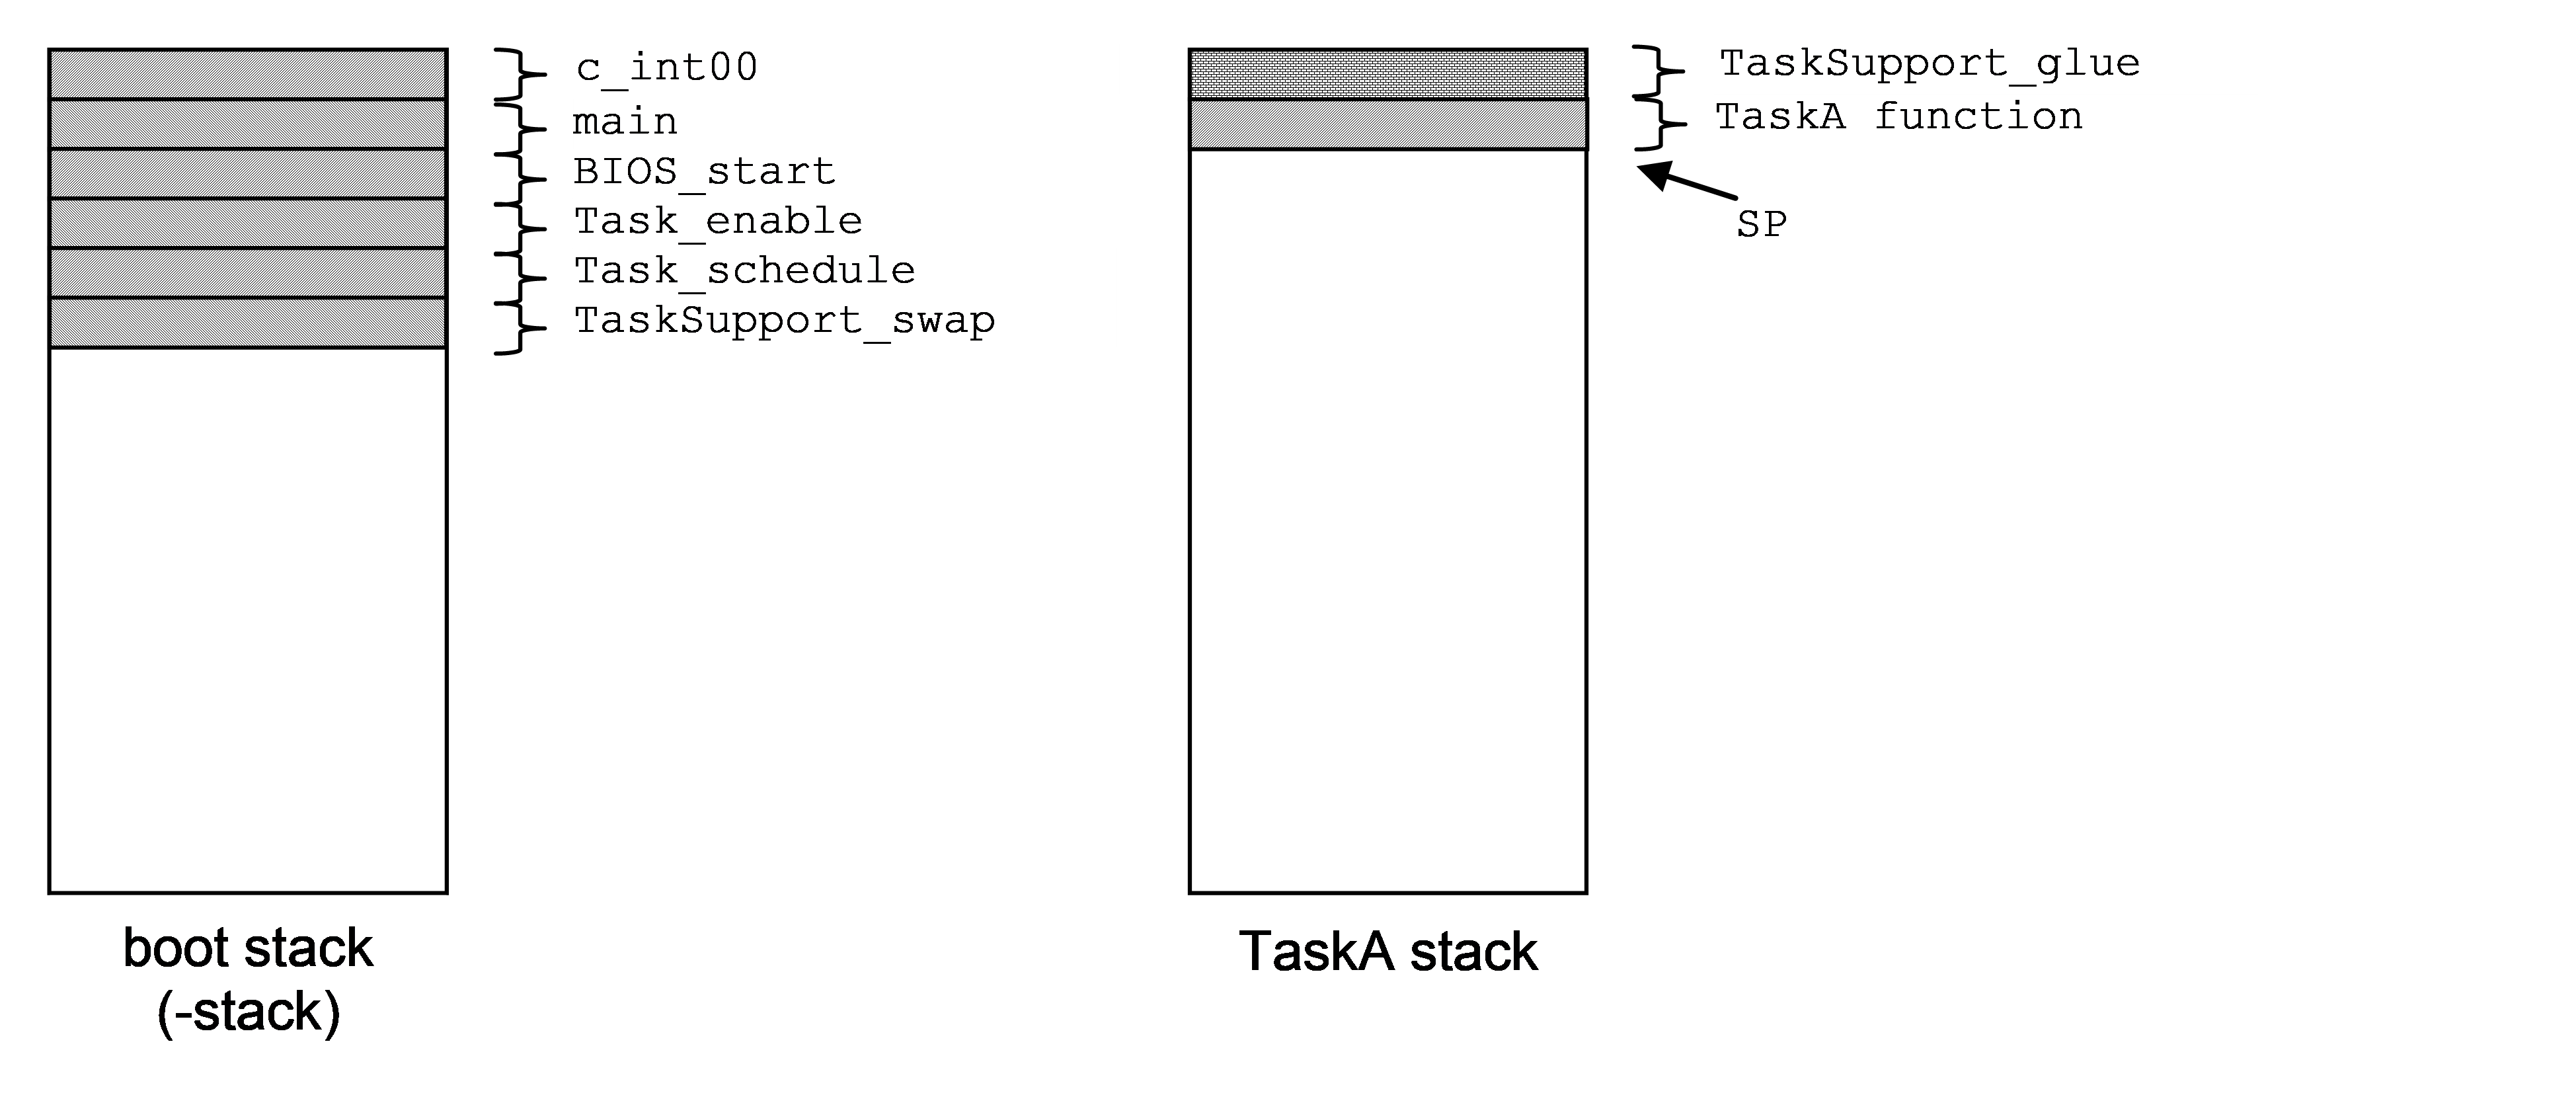 c_int00
main
BIOS_start
Task_enable
Task_schedule
TaskSupport_swap
boot stack
(-stack)
TaskSupport_glue
TaskA function
SP
TaskA stack